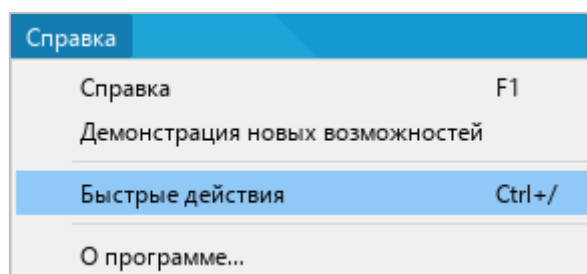 Справка
Справка F1
Демонстрация новых возможностей
Быстрые действия Ctrl+/
О программе...